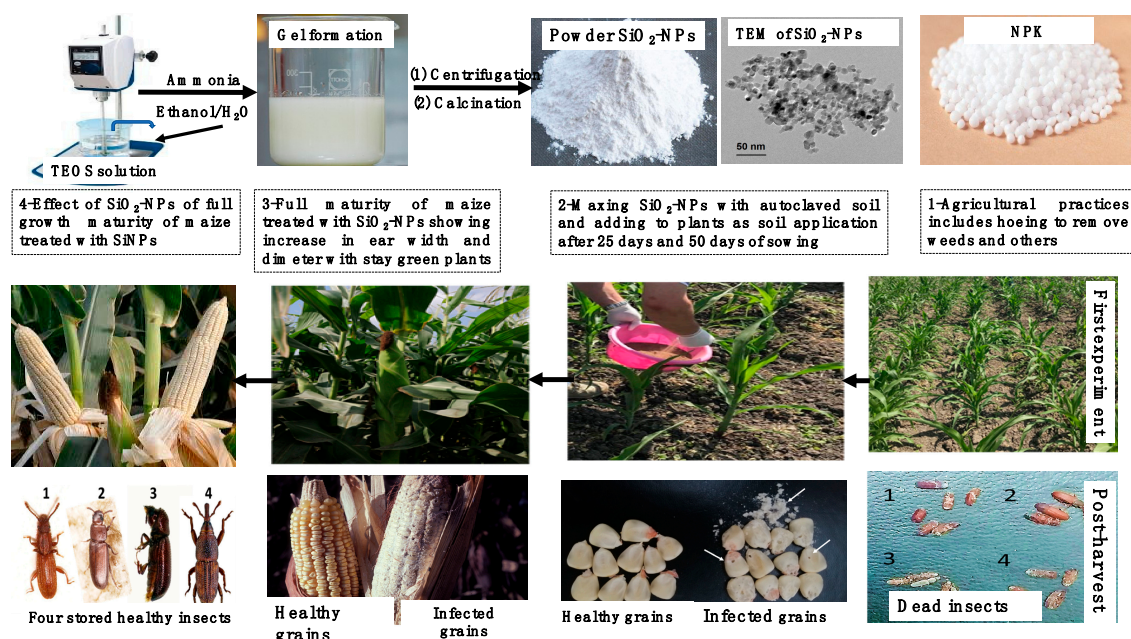 Gel formation
Powder SiO₂-NPs
TEM of SiO₂-NPs
NPK
Ammonia
Ethanol/H₂O
TEOS solution
(1) Centrifugation
(2) Calcination
50 nm
4-Effect of SiO₂-NPs of full
growth maturity of maize
treated with SiNPs
3-Full maturity of maize
treated with SiO₂-NPs showing
increase in ear width and
dimeter with stay green plants
2-Maxing SiO₂-NPs with autoclaved soil
and adding to plants as soil application
after 25 days and 50 days of sowing
1-Agricultural practices
includes hoeing to remove
weeds and others
First experiment
1
2
3
4
Four stored healthy insects
Healthy
grains
Infected
grains
Healthy grains
Infected grains
1
2
3
4
Dead insects
Post-harvest